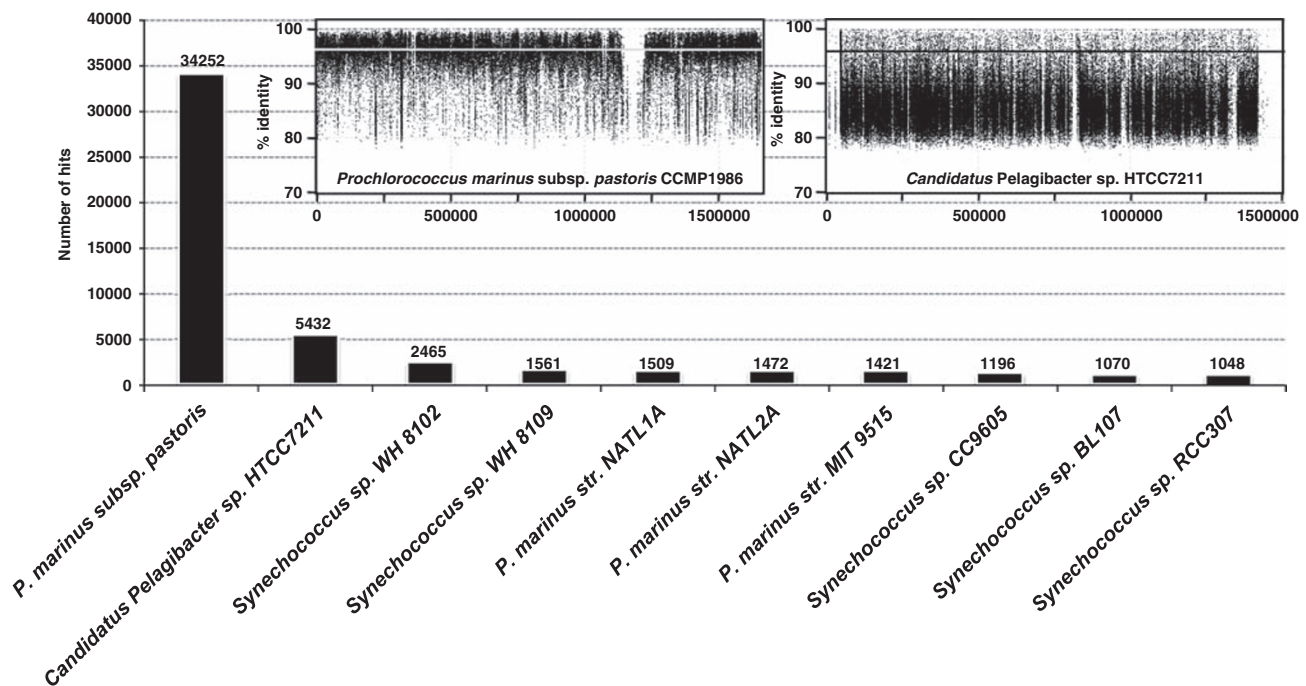 Number of hits
40000
35000
30000
25000
20000
15000
10000
5000
0
34252
5432
2465
1561
1509
1472
1421
1196
1070
1048
% identity
100
90
80
70
Prochlorococcus marinus subsp. pastoris CCMP1986
0 500000 1000000 1500000
% identity
100
90
80
70
Candidatus Pelagibacter sp. HTCC7211
0 500000 1000000 1500000
P. marinus subsp. pastoris
Candidatus Pelagibacter sp. HTCC7211
Synechococcus sp. WH 8102
Synechococcus sp. WH 8109
P. marinus str. NATL1A
P. marinus str. NATL2A
P. marinus str. MIT 9515
Synechococcus sp. CC9605
Synechococcus sp. BL107
Synechococcus sp. RCC307